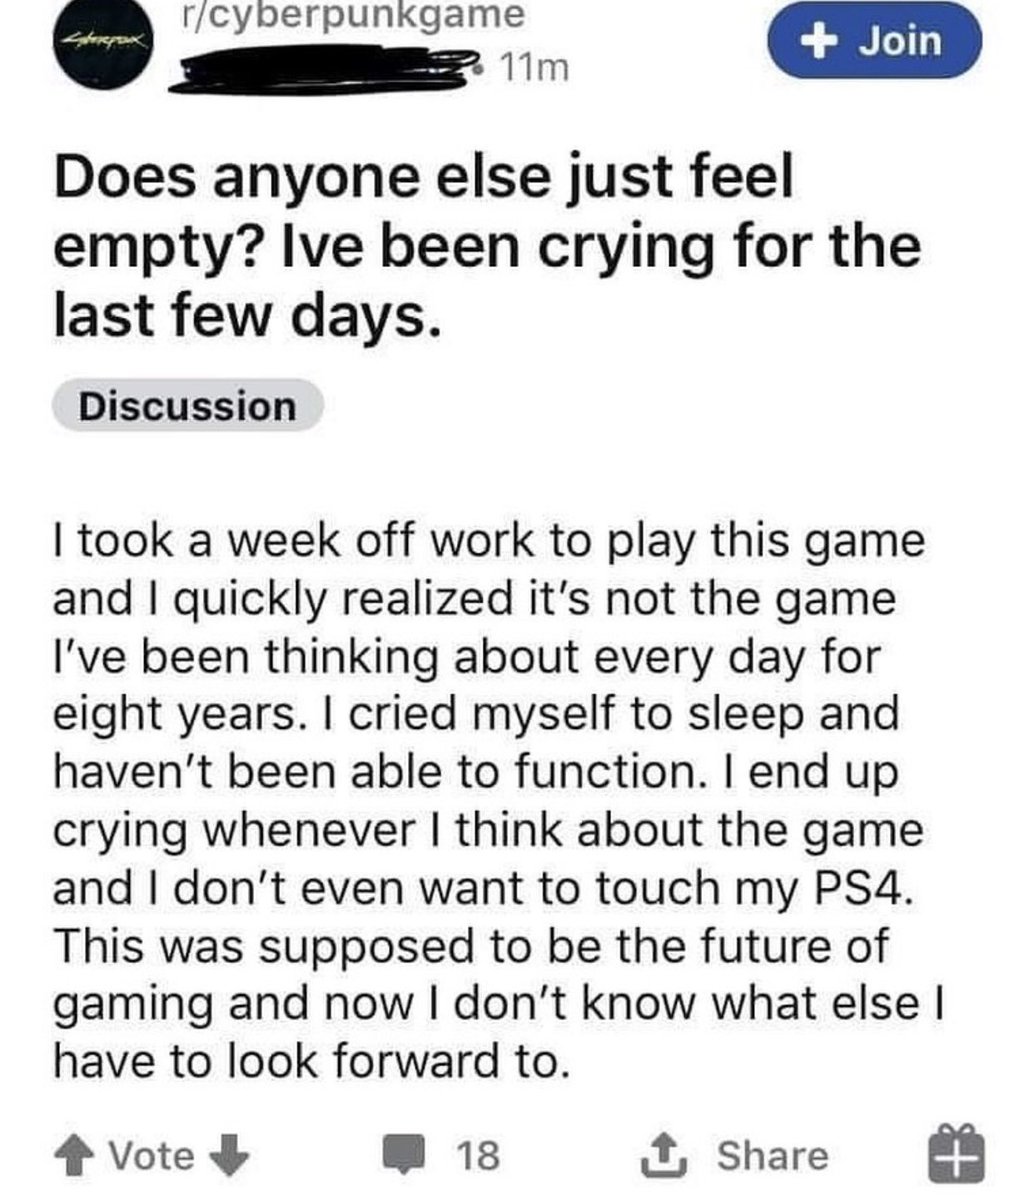 r/cyberpunkgame
• 11m
+ Join
Does anyone else just feel
empty? Ive been crying for the
last few days.
Discussion
I took a week off work to play this game
and I quickly realized it's not the game
I've been thinking about every day for
eight years. I cried myself to sleep and
haven't been able to function. I end up
crying whenever I think about the game
and I don't even want to touch my PS4.
This was supposed to be the future of
gaming and now I don't know what else I
have to look forward to.
Vote
18
Share